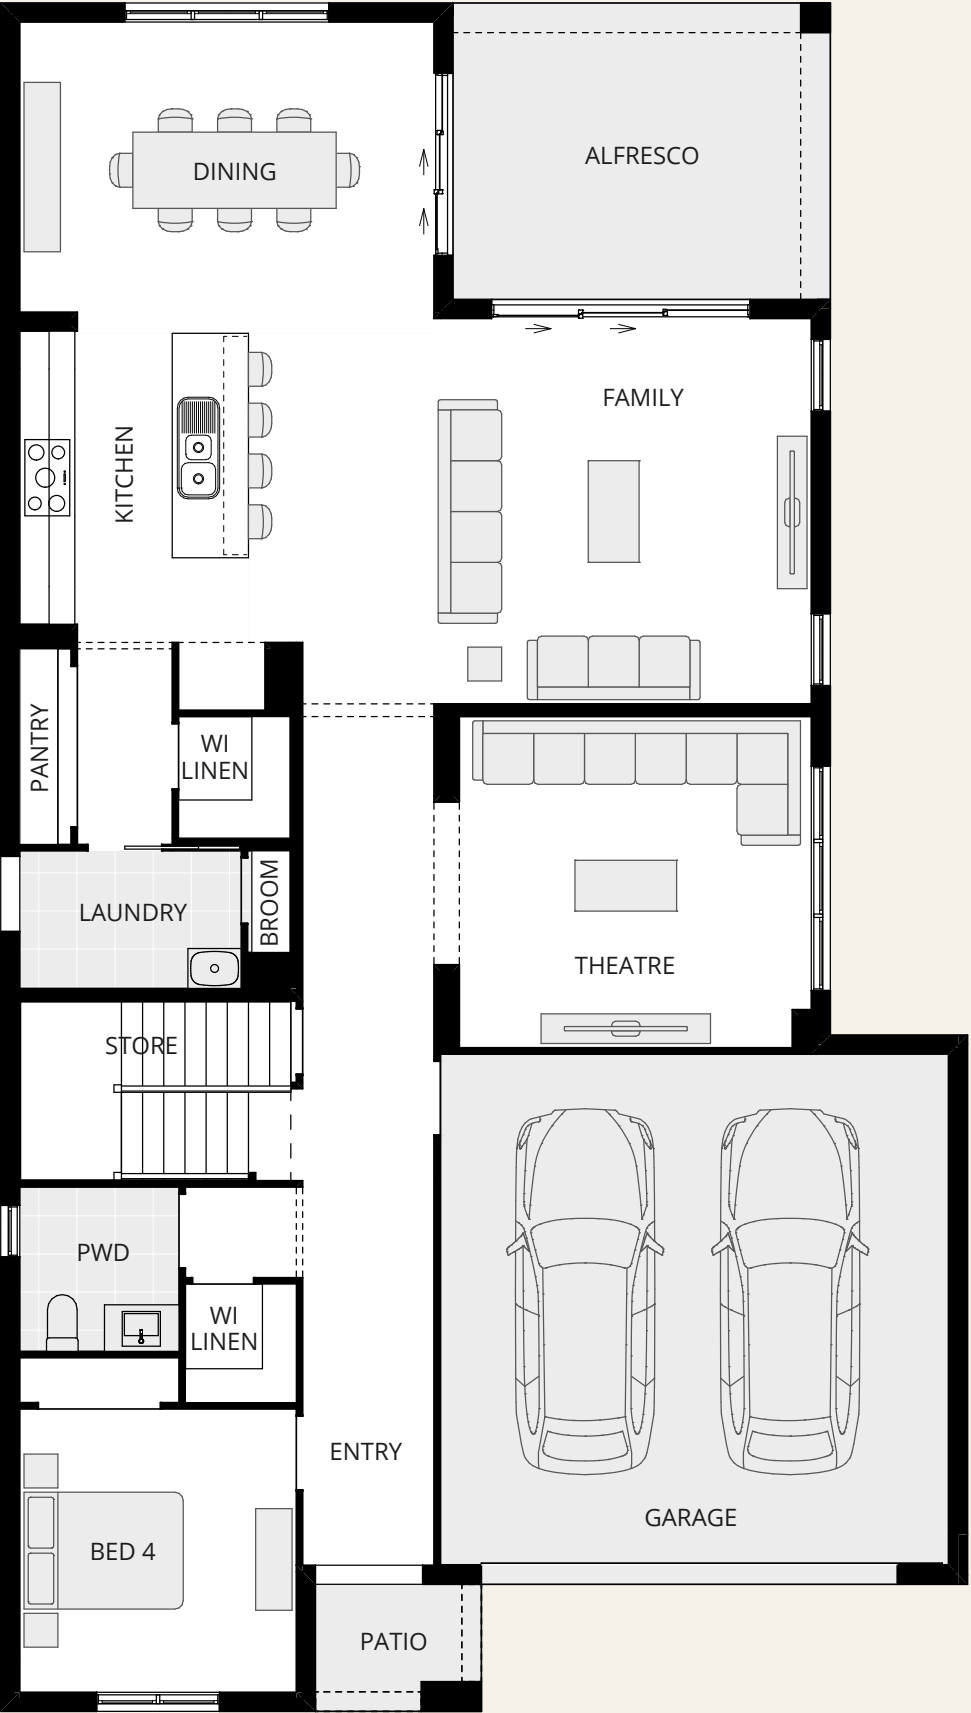 DINING
ALFRESCO
FAMILY
KITCHEN
PANTRY
WI
LINEN
LAUNDRY
BROOM
THEATRE
STORE
PWD
WI
LINEN
ENTRY
GARAGE
BED 4
PATIO